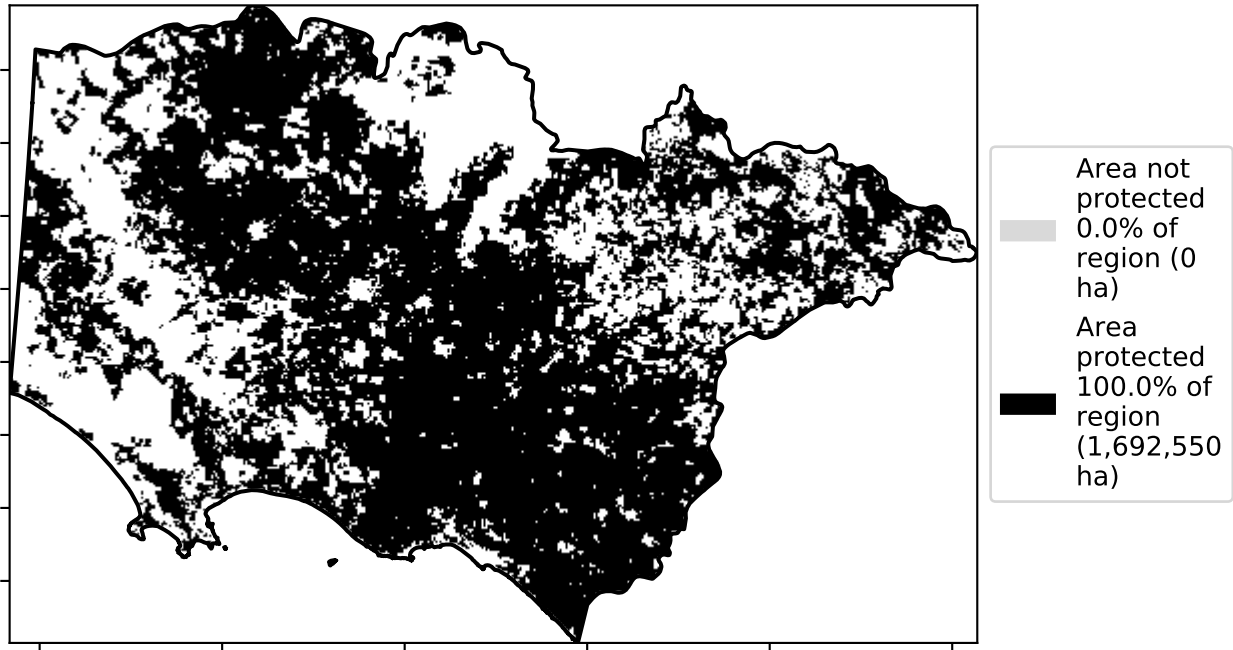 Area not
protected
0.0% of
region (0
ha)
Area
protected
100.0% of
region
(1,692,550
ha)